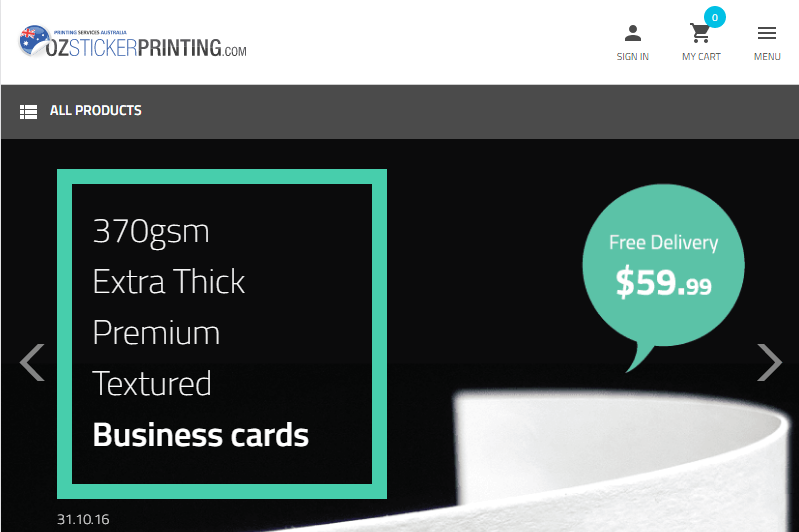 PRINTING SERVICES AUSTRALIA
OZSTICKERPRINTING.COM
0
SIGN IN
MY CART
MENU
ALL PRODUCTS
370gsm
Extra Thick
Premium
Textured
Business cards
Free Delivery
$59.99
31.10.16